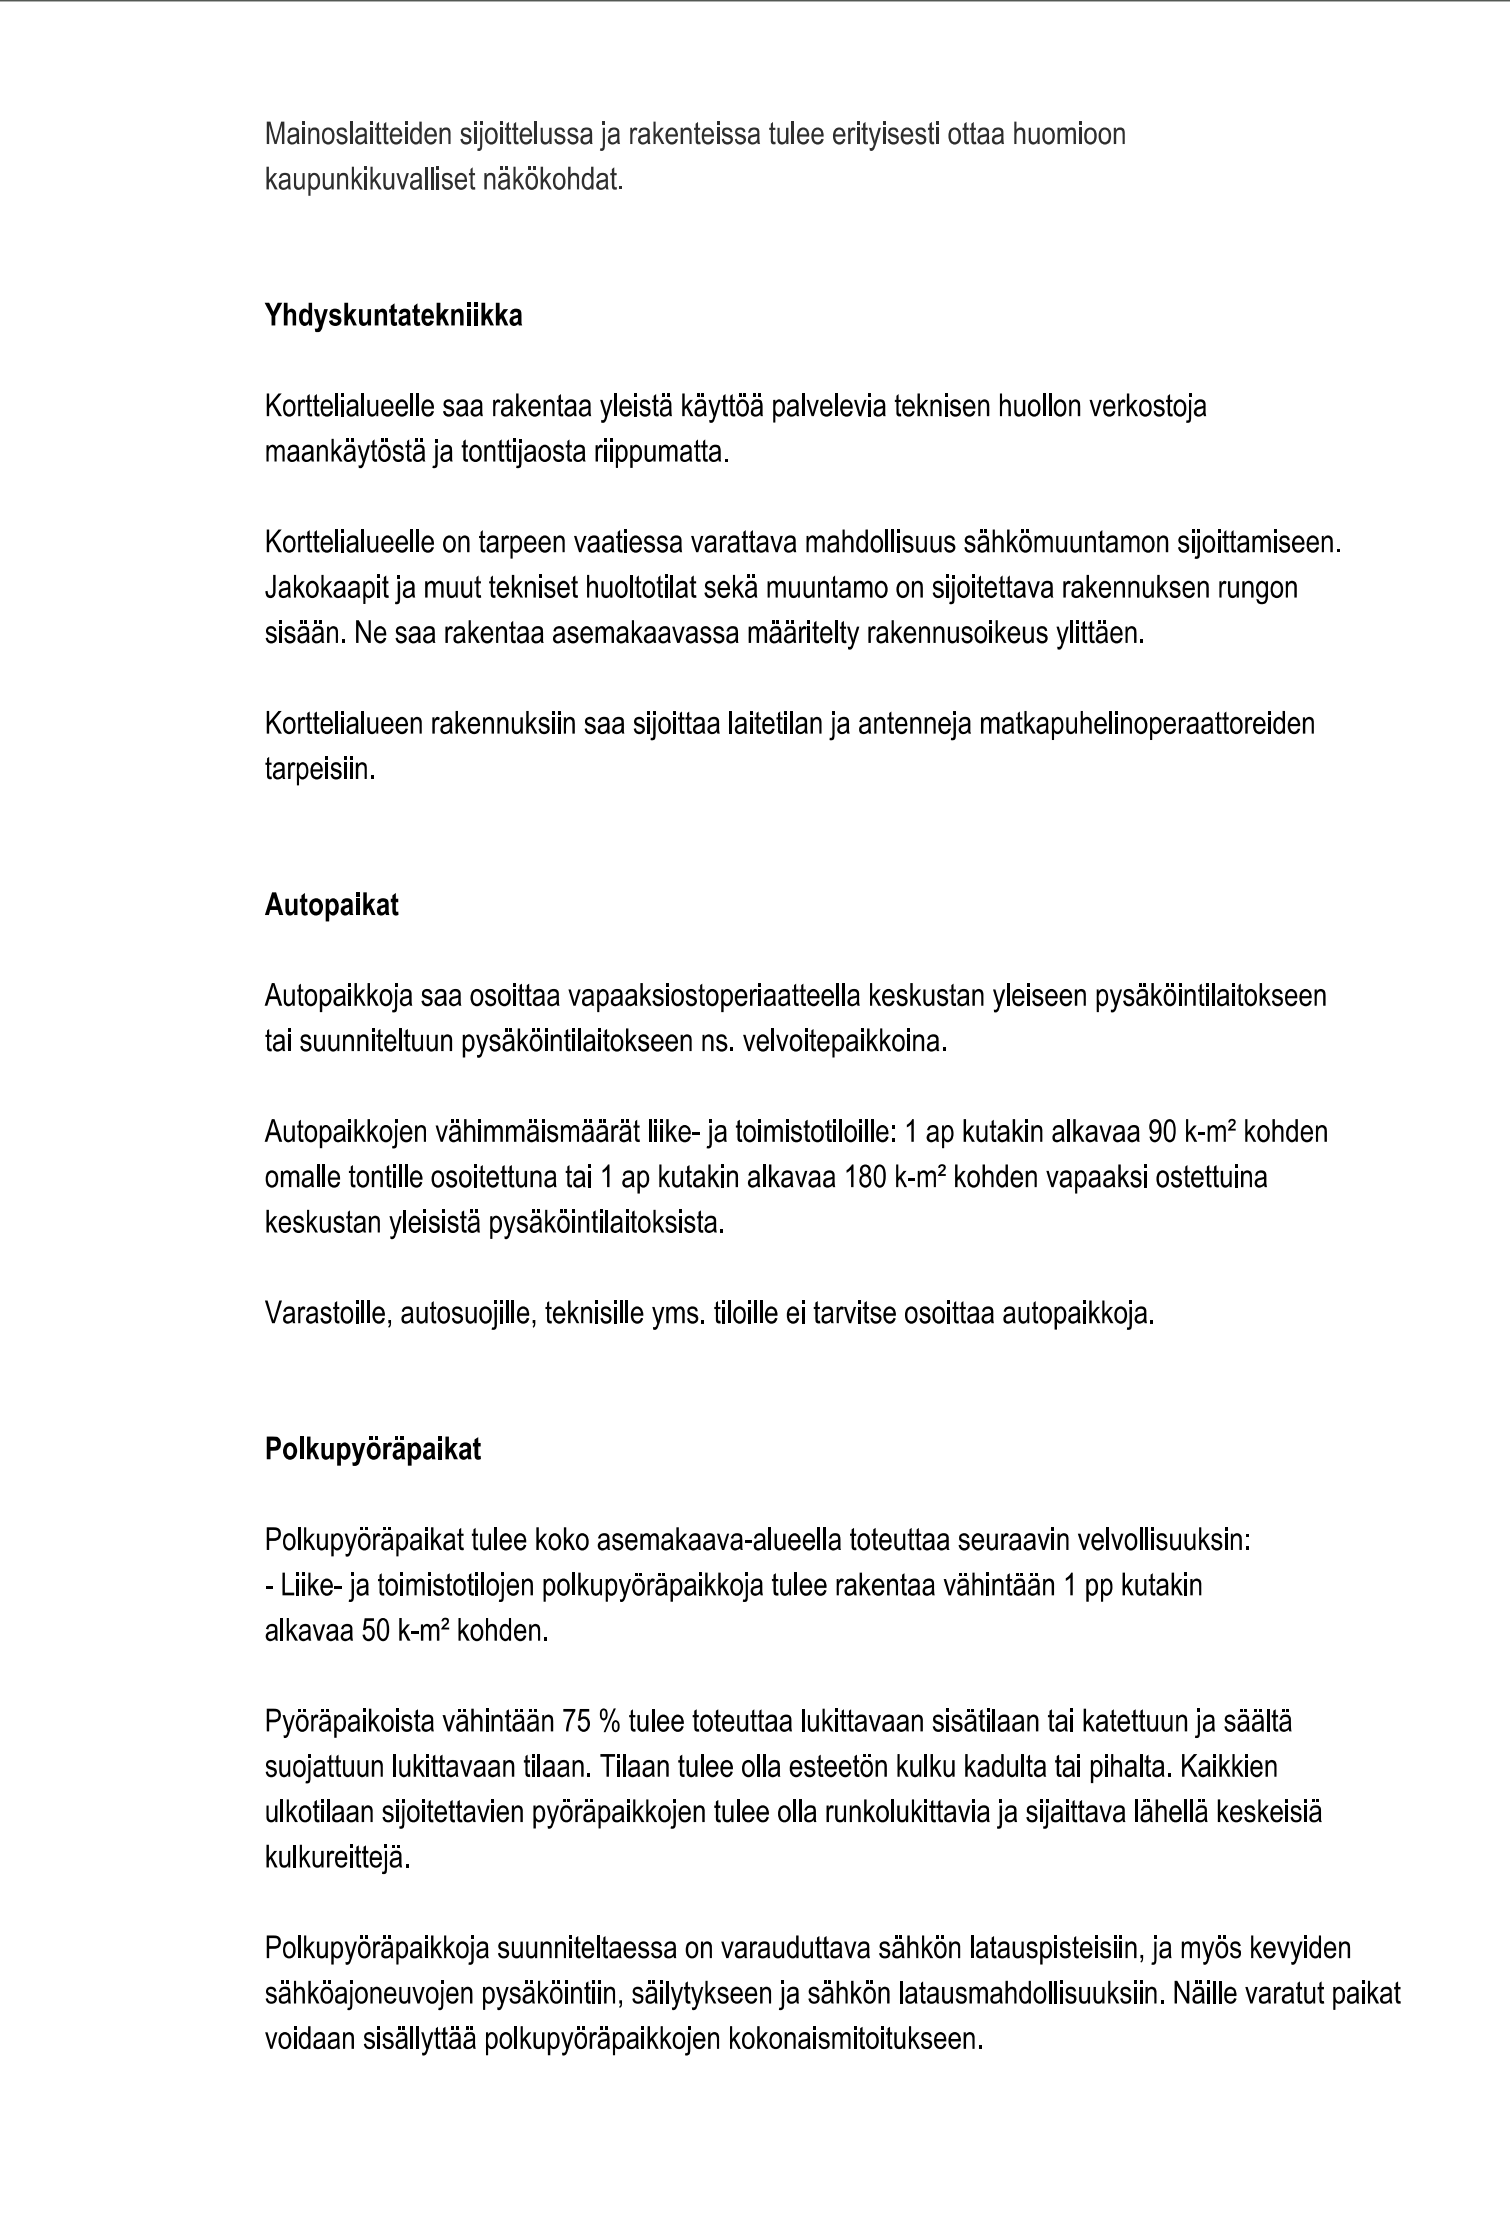 Mainoslaitteiden sijoittelussa ja rakenteissa tulee erityisesti ottaa huomioon
kaupunkikuvalliset näkökohdat.
Yhdyskuntatekniikka
Korttelialueelle saa rakentaa yleistä käyttöä palvelevia teknisen huollon verkostoja
maankäytöstä ja tonttijaosta riippumatta.
Korttelialueelle on tarpeen vaatiessa varattava mahdollisuus sähkömuuntamon sijoittamiseen.
Jakokaapit ja muut tekniset huoltotilat sekä muuntamo on sijoitettava rakennuksen rungon
sisään. Ne saa rakentaa asemakaavassa määritelty rakennusoikeus ylittäen.
Korttelialueen rakennuksiin saa sijoittaa laitetilan ja antenneja matkapuhelinoperaattoreiden
tarpeisiin.
Autopaikat
Autopaikkoja saa osoittaa vapaaksiostoperiaatteella keskustan yleiseen pysäköintilaitokseen
tai suunniteltuun pysäköintilaitokseen ns. velvoitepaikkoina.
Autopaikkojen vähimmäismäärät liike- ja toimistotiloille: 1 ap kutakin alkavaa 90 k-m² kohden
omalle tontille osoitettuna tai 1 ap kutakin alkavaa 180 k-m² kohden vapaaksi ostettuina
keskustan yleisistä pysäköintilaitoksista.
Varastoille, autosuojille, teknisille yms. tiloille ei tarvitse osoittaa autopaikkoja.
Polkupyöräpaikat
Polkupyöräpaikat tulee koko asemakaava-alueella toteuttaa seuraavin velvollisuuksin:
- Liike- ja toimistotilojen polkupyöräpaikkoja tulee rakentaa vähintään 1 pp kutakin
alkavaa 50 k-m² kohden.
Pyöräpaikoista vähintään 75 % tulee toteuttaa lukittavaan sisätilaan tai katettuun ja säältä
suojattuun lukittavaan tilaan. Tilaan tulee olla esteetön kulku kadulta tai pihalta. Kaikkien
ulkotilaan sijoitettavien pyöräpaikkojen tulee olla runkolukittavia ja sijaittava lähellä keskeisiä
kulkureittejä.
Polkupyöräpaikkoja suunniteltaessa on varauduttava sähkön latauspisteisiin, ja myös kevyiden
sähköajoneuvojen pysäköintiin, säilytykseen ja sähkön latausmahdollisuuksiin. Näille varatut paikat
voidaan sisällyttää polkupyöräpaikkojen kokonaismitoitukseen.